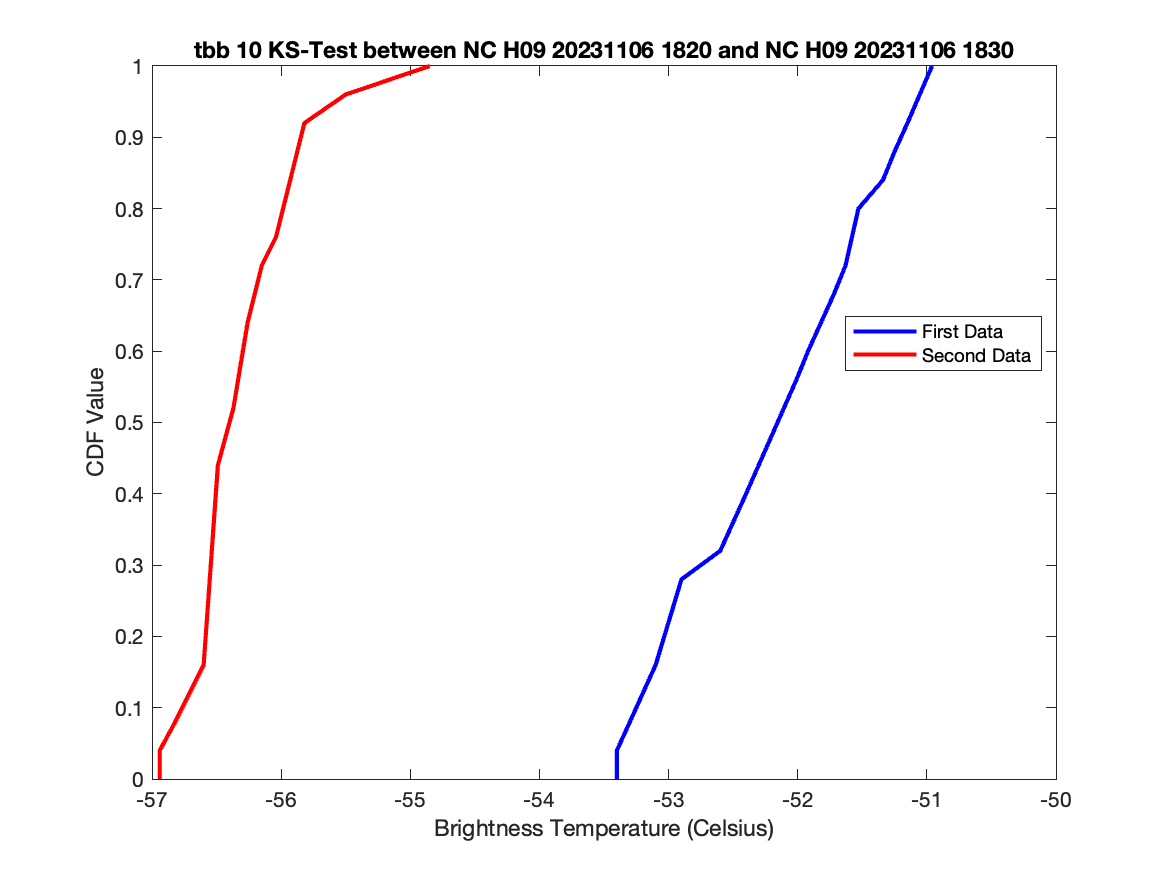 tbb 10 KS-Test between NC H09 20231106 1820 and NC H09 20231106 1830
1
0.9
0.8
0.7
0.6
0.5
0.4
0.3
0.2
0.1
0
CDF Value
First Data
Second Data
-57 -56 -55 -54 -53 -52 -51 -50
Brightness Temperature (Celsius)